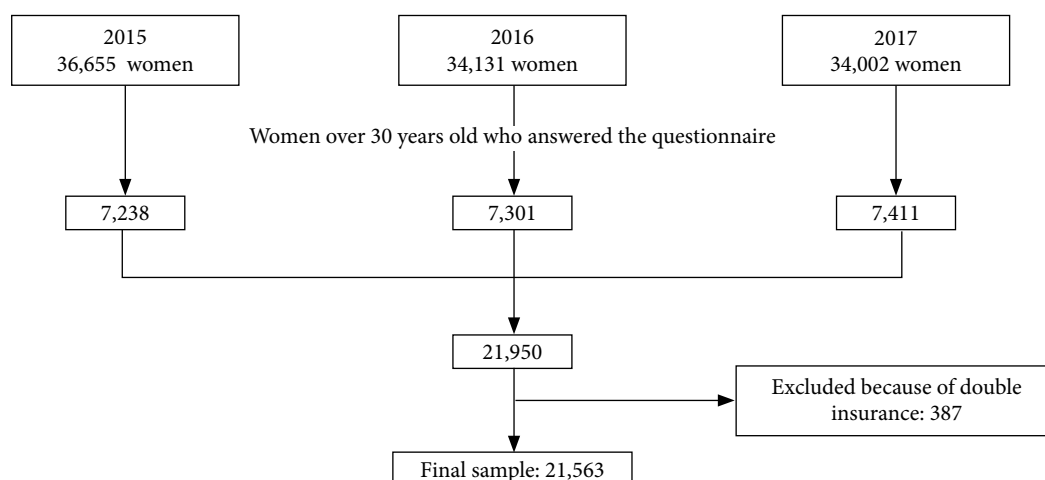 2015
36,655 women
2016
34,131 women
2017
34,002 women
Women over 30 years old who answered the questionnaire
7,238
7,301
7,411
21,950
Excluded because of double
insurance: 387
Final sample: 21,563